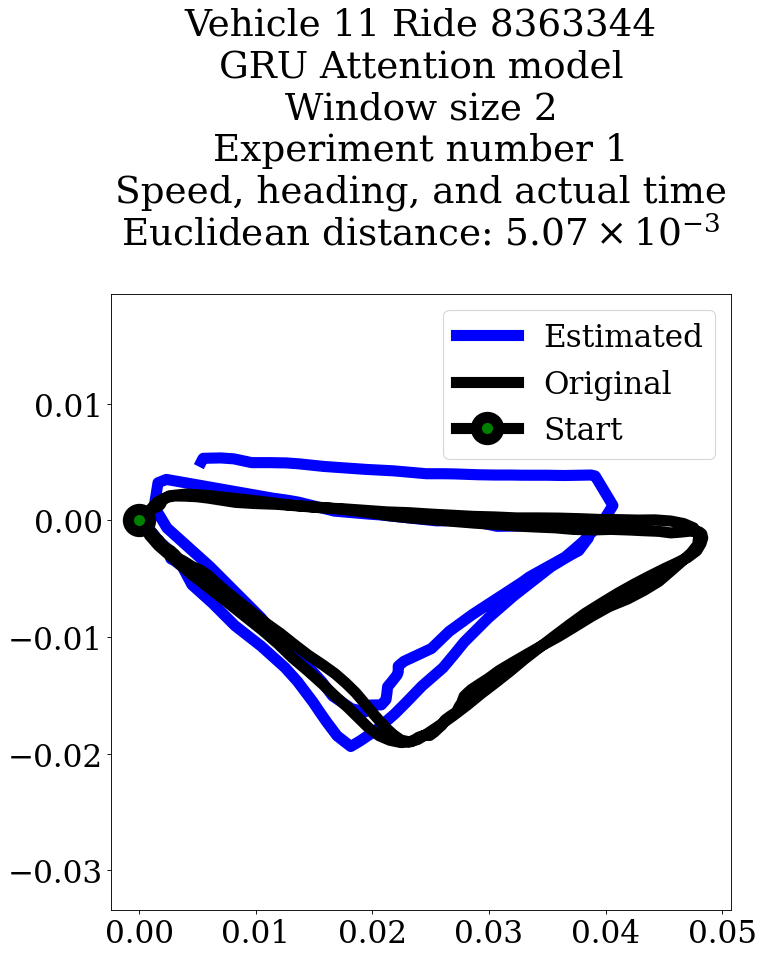 Vehicle 11 Ride 8363344
GRU Attention model
Window size 2
Experiment number 1
Speed, heading, and actual time
Euclidean distance: 5.07 × 10⁻³
Estimated
Original
Start
0.01
0.00
−0.01
−0.02
−0.03
0.00 0.01 0.02 0.03 0.04 0.05